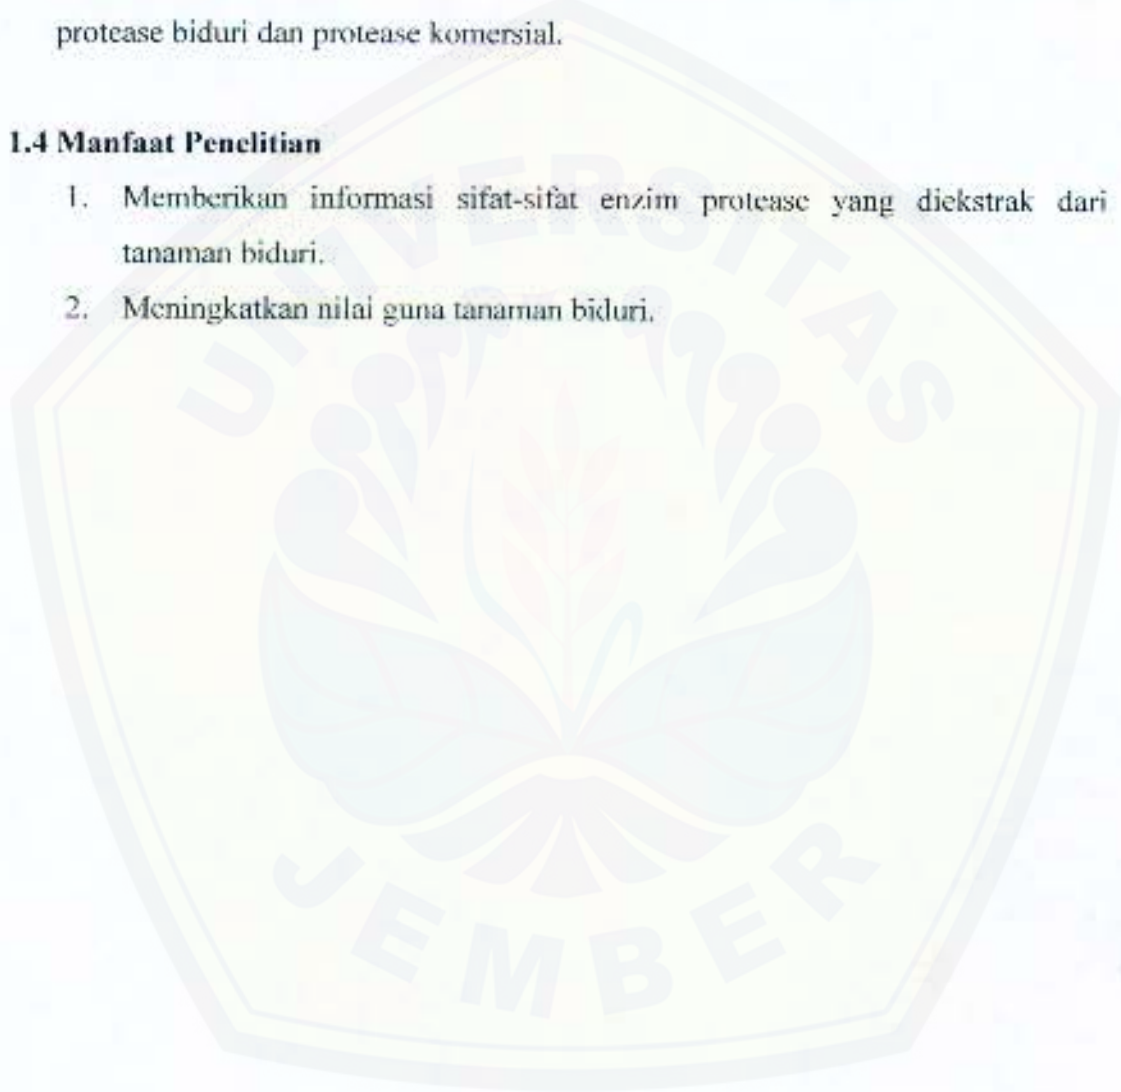 protease biduri dan protease komersial.
1.4 Manfaat Penelitian
1. Memberikan informasi sifat-sifat enzim protease yang diekstrak dari
tanaman biduri.
2. Meningkatkan nilai guna tanaman biduri.
UNIVERSITAS
JEMBER